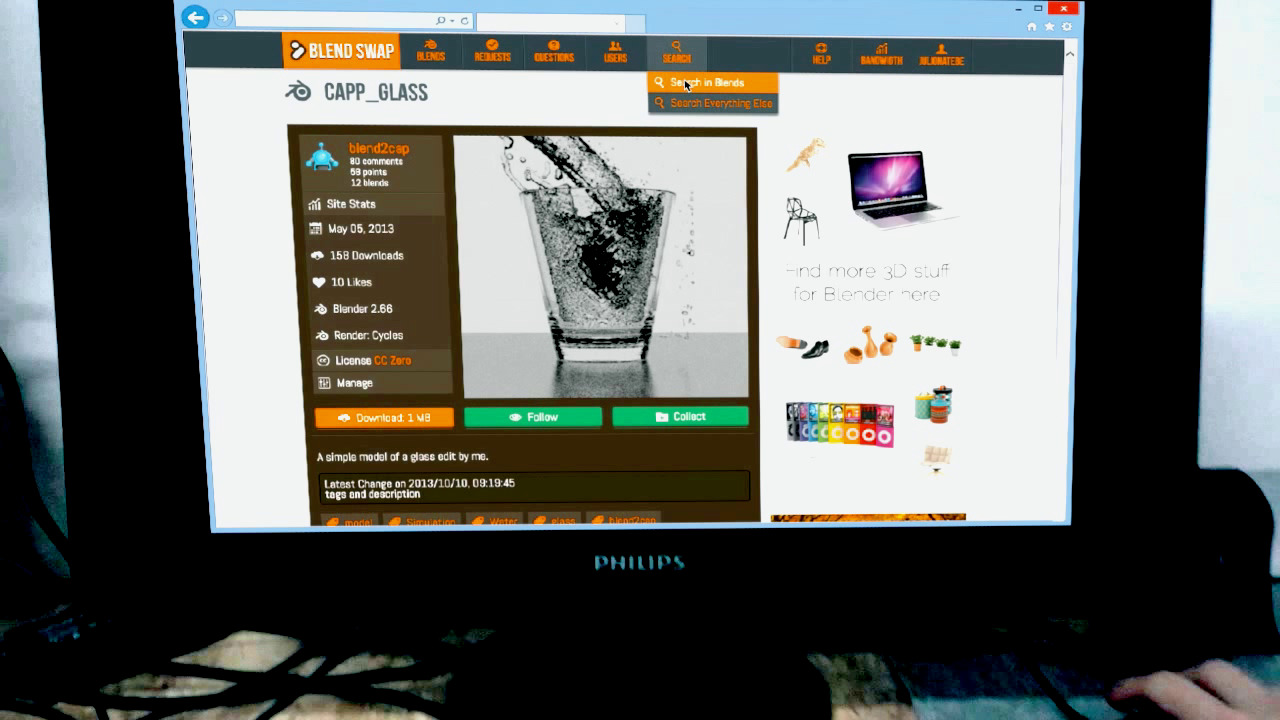 BLEND SWAP
BLENDS
REQUESTS
QUESTIONS
USERS
SEARCH
HELP
BANDWIDTH
JULIONATEBE
Search in Blends
Search Everything Else
CAPP_GLASS
blend2cap
80 comments
58 points
12 blends
Site Stats
May 05, 2013
158 Downloads
10 Likes
Blender 2.66
Render: Cycles
License CC Zero
Manage
Download: 1 MB
Follow
Collect
A simple model of a glass edit by me.
Latest Change on 2013/10/10, 09:19:45
tags and description
model
Simulation
Water
glass
blend2cap
Find more 3D stuff
for Blender here
PHILIPS